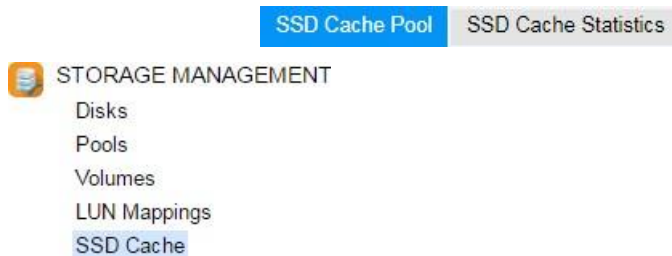 SSD Cache Pool SSD Cache Statistics
STORAGE MANAGEMENT
Disks
Pools
Volumes
LUN Mappings
SSD Cache